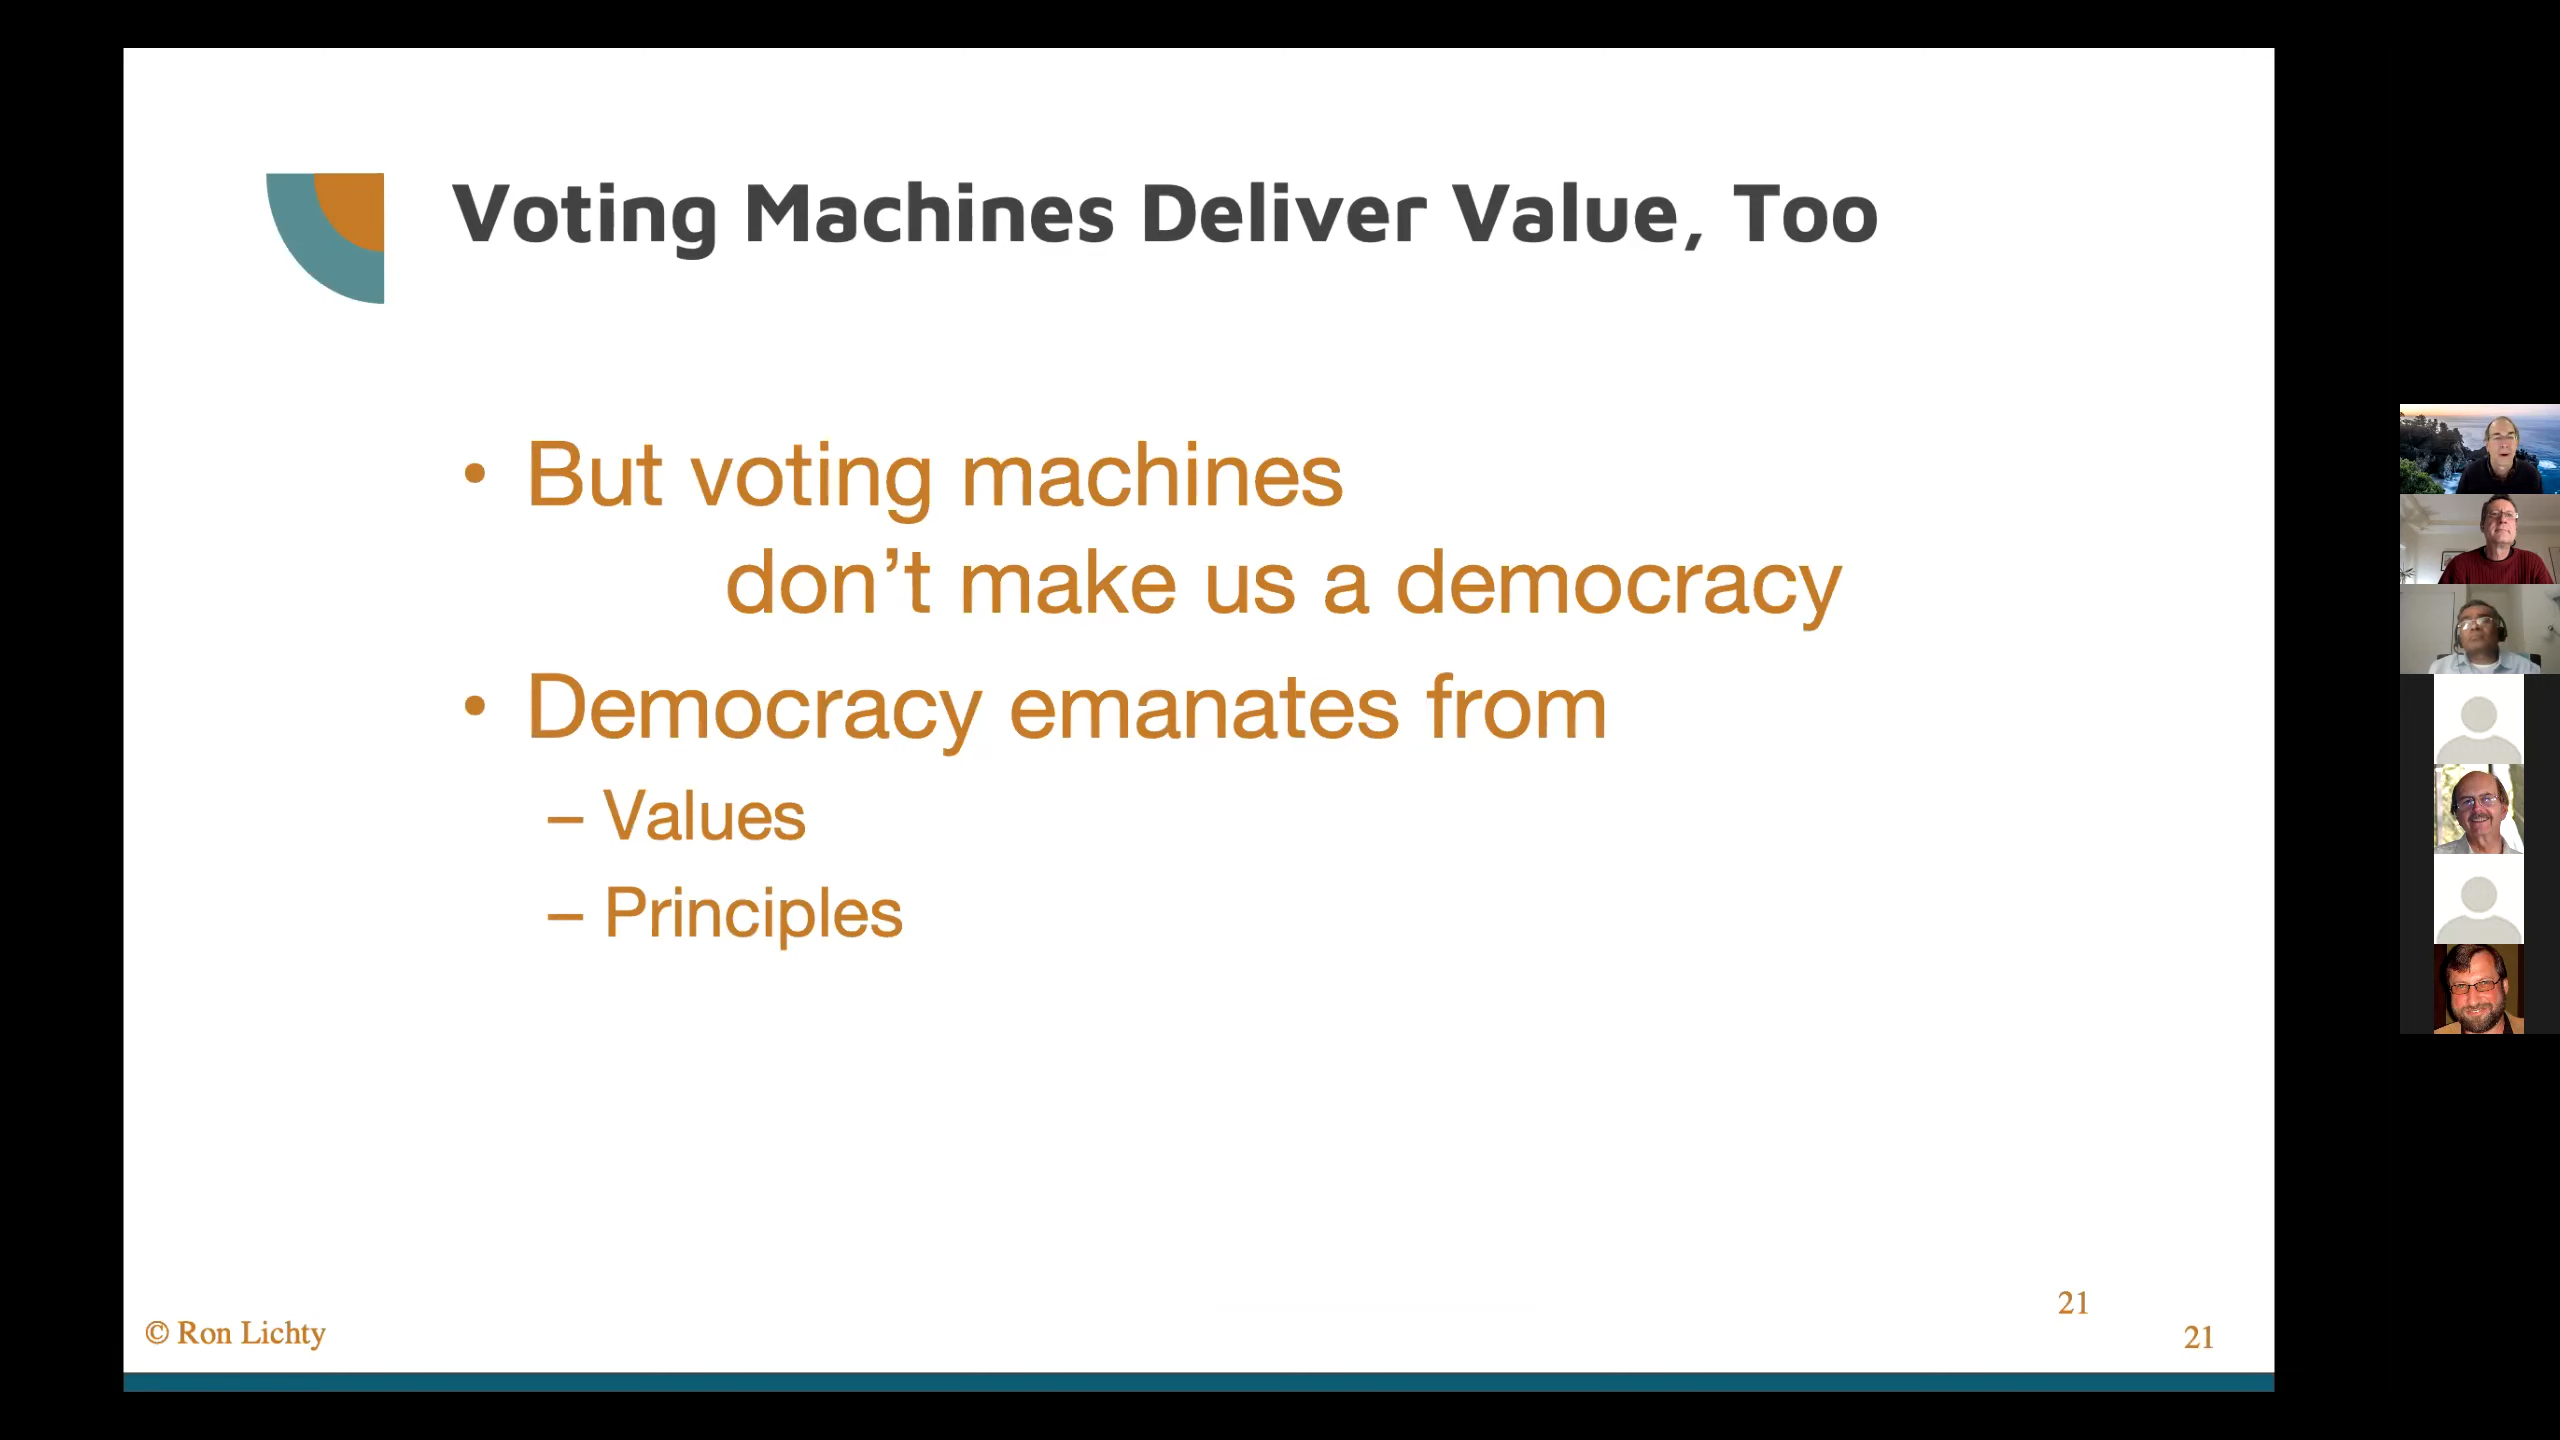 Voting Machines Deliver Value, Too
• But voting machines
don’t make us a democracy
• Democracy emanates from
– Values
– Principles
© Ron Lichty
21
21